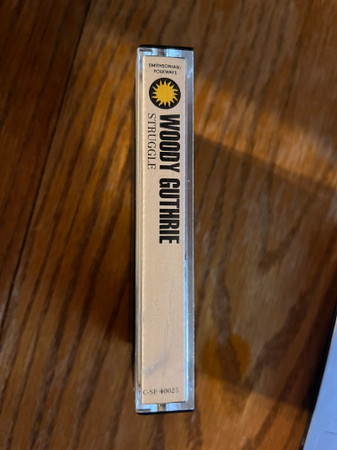 SMITHSONIAN/
FOLKWAYS
WOODY GUTHRIE
STRUGGLE
C-SF 40025